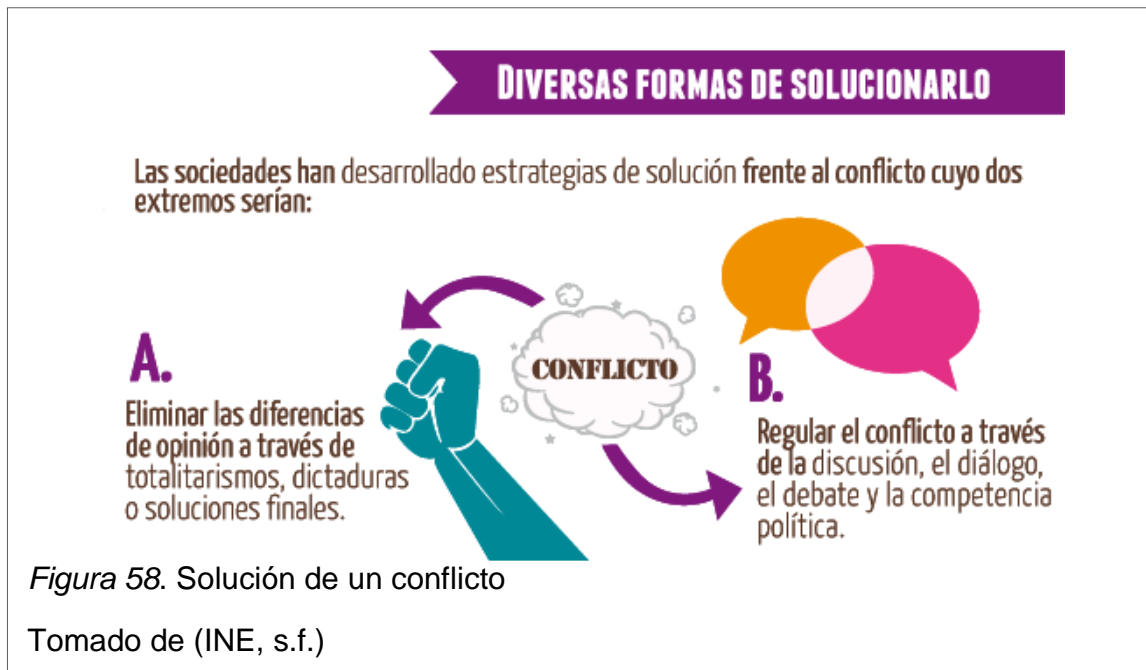 DIVERSAS FORMAS DE SOLUCIONARLO
Las sociedades han desarrollado estrategias de solución frente al conflicto cuyo dos
extremos serían:
A.
Eliminar las diferencias
de opinión a través de
totalitarismos, dictaduras
o soluciones finales.
CONFLICTO
B.
Regular el conflicto a través
de la discusión, el diálogo,
el debate y la competencia
política.
Figura 58. Solución de un conflicto
Tomado de (INE, s.f.)